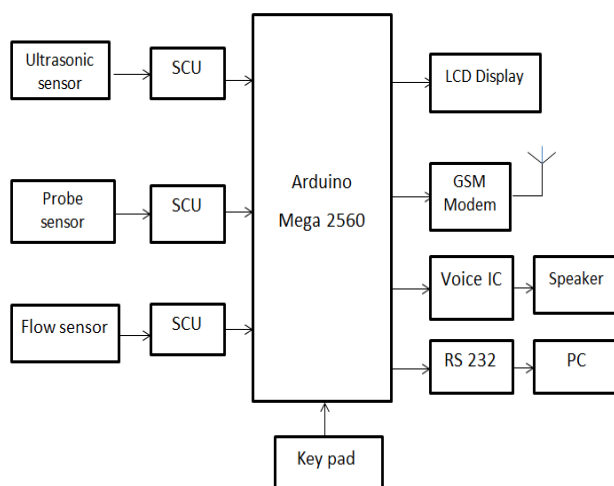 Ultrasonic
sensor
SCU
LCD Display
Probe
sensor
SCU
Arduino
Mega 2560
GSM
Modem
Flow sensor
SCU
Voice IC
Speaker
RS 232
PC
Key pad